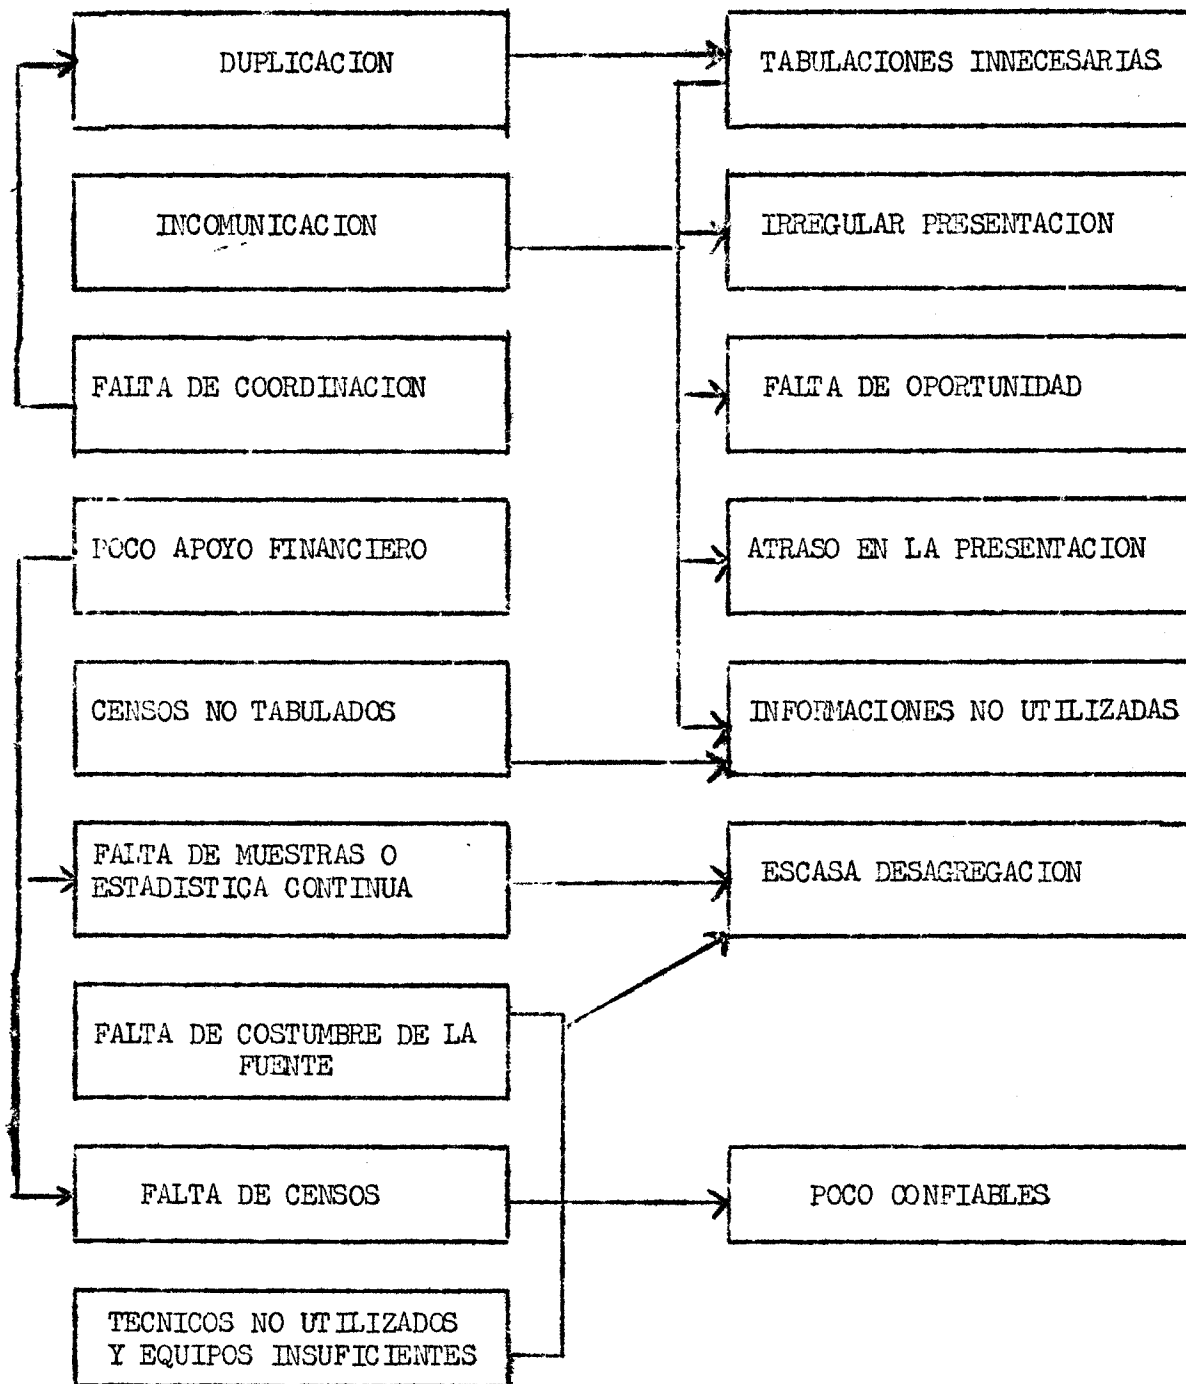 DUPLICACION
TABULACIONES INNECESARIAS
INCOMUNICACION
IRREGULAR PRESENTACION
FALTA DE COORDINACION
FALTA DE OPORTUNIDAD
POCO APOYO FINANCIERO
ATRASO EN LA PRESENTACION
CENSOS NO TABULADOS
INFORMACIONES NO UTILIZADAS
FALTA DE MUESTRAS O
ESTADISTICA CONTINUA
ESCASA DESAGREGACION
FALTA DE COSTUMBRE DE LA
FUENTE
FALTA DE CENSOS
POCO CONFIABLES
TECNICOS NO UTILIZADOS
Y EQUIPOS INSUFICIENTES